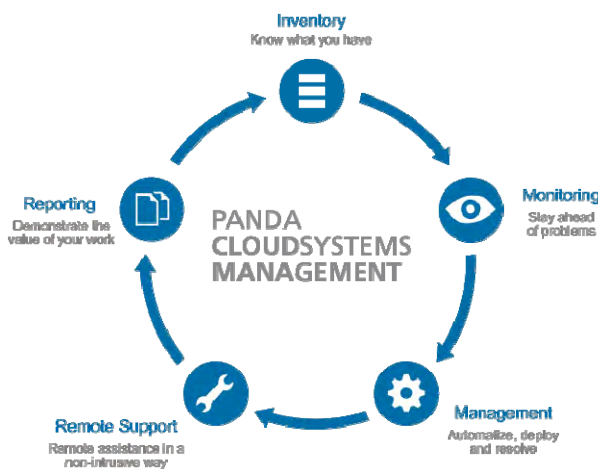 Inventory
Know what you have
Monitoring
Stay ahead
of problems
Management
Automatize, deploy
and resolve
Remote Support
Remote assistance in a
non-intrusive way
Reporting
Demonstrate the
value of your work
PANDA
CLOUDSYSTEMS
MANAGEMENT